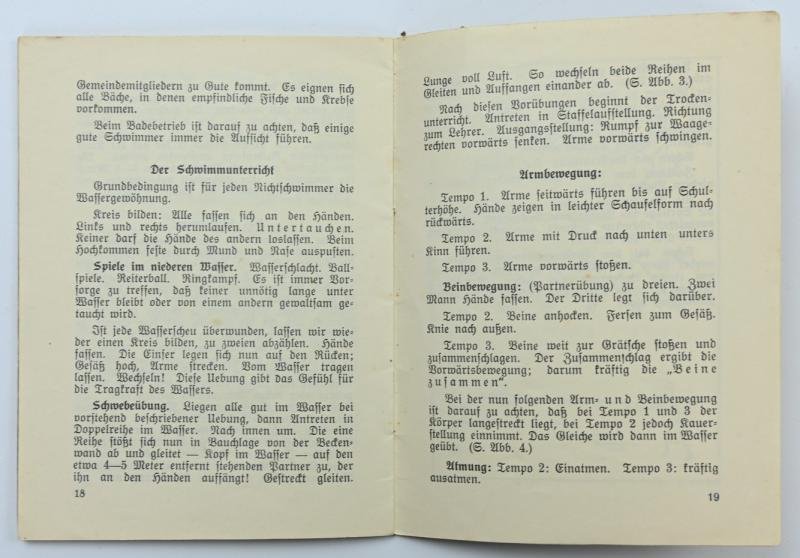 Gemeindemitgliedern zu Gute kommt. Es eignen sich
alle Bäche, in denen empfindliche Fische und Krebse
vorkommen.
Beim Badebetrieb ist darauf zu achten, daß einige
gute Schwimmer immer die Aufsicht führen.
Der Schwimmunterricht
Grundbedingung ist für jeden Nichtschwimmer die
Wassergewöhnung.
Kreis bilden: Alle fassen sich an den Händen.
Links und rechts herumlaufen. Untertauchen.
Keiner darf die Hände des andern loslassen. Beim
Hochkommen feste durch Mund und Nase auspusten.
Spiele im niederen Wasser. Wasserschlacht. Ball-
spiele. Reiterball. Ringkampf. Es ist immer Vor-
sorge zu treffen, daß keiner unnötig lange unter
Wasser bleibt oder von einem andern gewaltsam ge-
taucht wird.
Ist jede Wasserscheu überwunden, lassen wir wie-
der einen Kreis bilden, zu zweien abzählen. Hände
fassen. Die Einser legen sich nun auf den Rücken;
Gesäß hoch, Arme strecken. Vom Wasser tragen
lassen. Wechseln! Diese Uebung gibt das Gefühl für
die Tragkraft des Wassers.
Schwebeübung. Liegen alle gut im Wasser bei
vorstehend beschriebener Uebung, dann Antreten in
Doppelreihe im Wasser. Nach innen um. Die eine
Reihe stößt sich nun in Bauchlage von der Becken-
wand ab und gleitet — Kopf im Wasser — auf den
etwa 4—5 Meter entfernt stehenden Partner zu, der
ihn an den Händen auffängt! Gestreckt gleiten.
18
Lunge voll Luft. So wechseln beide Reihen im
Gleiten und Auffangen einander ab. (S. Abb. 3.)
Nach diesen Vorübungen beginnt der Trocken-
unterricht. Antreten in Staffelaufstellung. Richtung
zum Lehrer. Ausgangsstellung: Rumpf zur Waage-
rechten vorwärts senken. Arme vorwärts schwingen.
Armbewegung:
Tempo 1. Arme seitwärts führen bis auf Schul-
terhöhe. Hände zeigen in leichter Schaufelform nach
rückwärts.
Tempo 2. Arme mit Druck nach unten unters
Kinn führen.
Tempo 3. Arme vorwärts stoßen.
Beinbewegung: (Partnerübung) zu dreien. Zwei
Mann Hände fassen. Der Dritte legt sich darüber.
Tempo 2. Beine anhocken. Fersen zum Gesäß.
Knie nach außen.
Tempo 3. Beine weit zur Grätsche stoßen und
zusammenschlagen. Der Zusammenschlag ergibt die
Vorwärtsbewegung; darum kräftig die „Beine
zusammen".
Bei der nun folgenden Arm- und Beinbewegung
ist darauf zu achten, daß bei Tempo 1 und 3 der
Körper langestreckt liegt, bei Tempo 2 jedoch Kauer-
stellung einnimmt. Das Gleiche wird dann im Wasser
geübt. (S. Abb. 4.)
Atmung: Tempo 2: Einatmen. Tempo 3: kräftig
ausatmen.
19